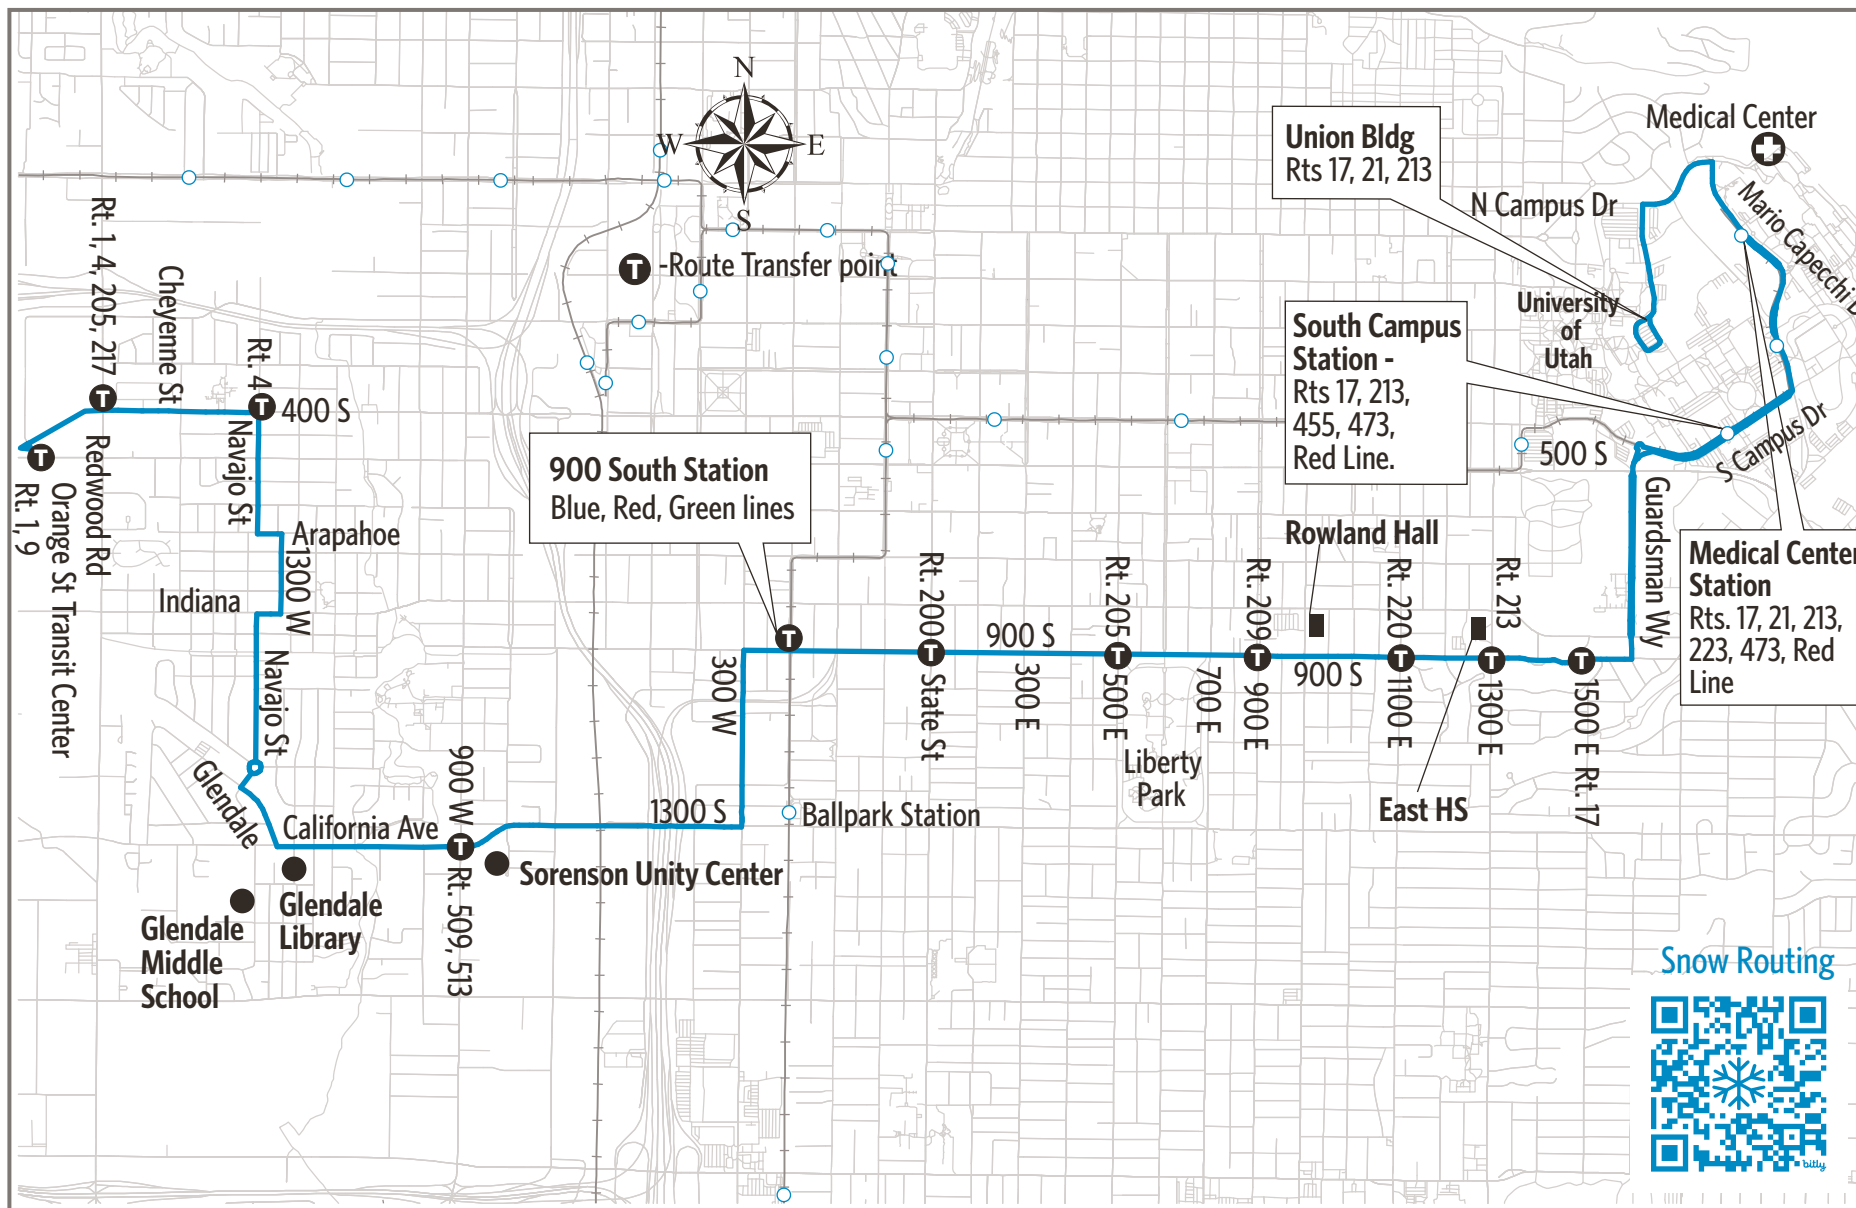 N
W
E
S
-Route Transfer point
Medical Center
Union Bldg
Rts 17, 21, 213
N Campus Dr
Mario Capecchi D
University
of
Utah
South Campus
Station -
Rts 17, 213,
455, 473,
Red Line.
S Campus Dr
500 S
Guardsman Wy
Medical Center
Station
Rts. 17, 21, 213,
223, 473, Red
Line
Rt. 1, 4, 205, 217
Cheyenne St
Rt. 4
T
T
400 S
T
T
Rt. 1, 9
Orange St Transit Center
Redwood Rd
Navajo St
Arapahoe
1300 W
Indiana
Navajo St
Glendale
California Ave
900 W
T
Rt. 509, 513
Sorenson Unity Center
Glendale
Library
Glendale
Middle
School
1300 S
300 W
900 South Station
Blue, Red, Green lines
T
Ballpark Station
Rt. 200
T
State St
900 S
300 E
Rt. 205
T
500 E
Liberty
Park
700 E
Rt. 209
T
900 E
Rowland Hall
900 S
Rt. 220
T
1100 E
East HS
Rt. 213
T
1300 E
T
1500 E Rt. 17
Snow Routing
bitly